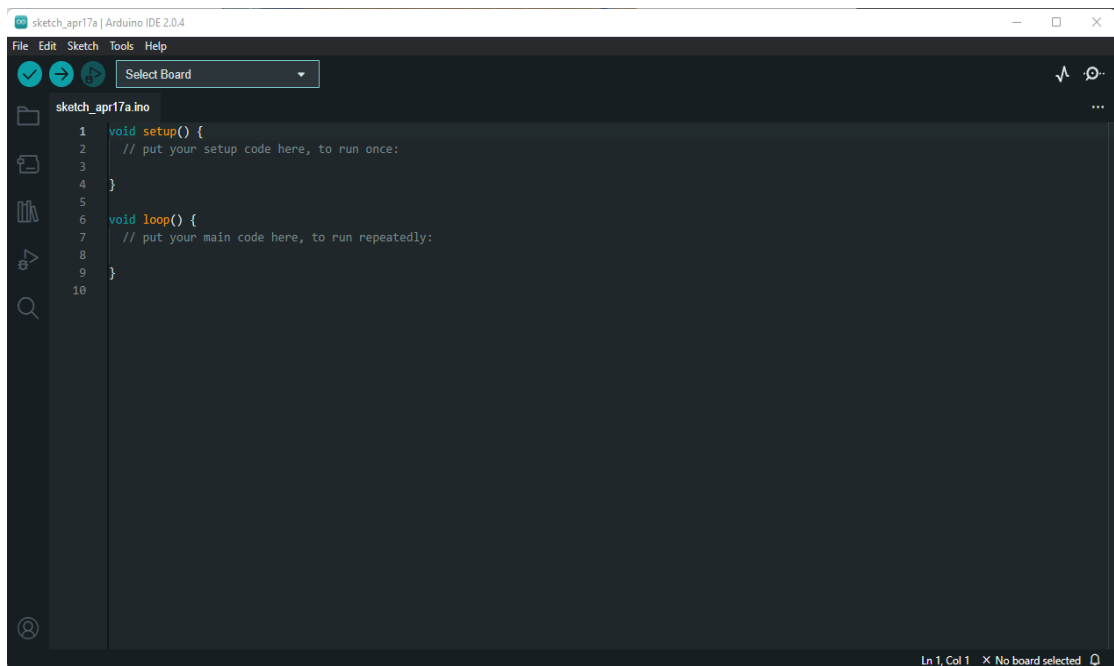 sketch_apr17a | Arduino IDE 2.0.4
File Edit Sketch Tools Help
Select Board
sketch_apr17a.ino
1 void setup() {
2 // put your setup code here, to run once:
3
4 }
5
6 void loop() {
7 // put your main code here, to run repeatedly:
8
9 }
10
Ln 1, Col 1 × No board selected